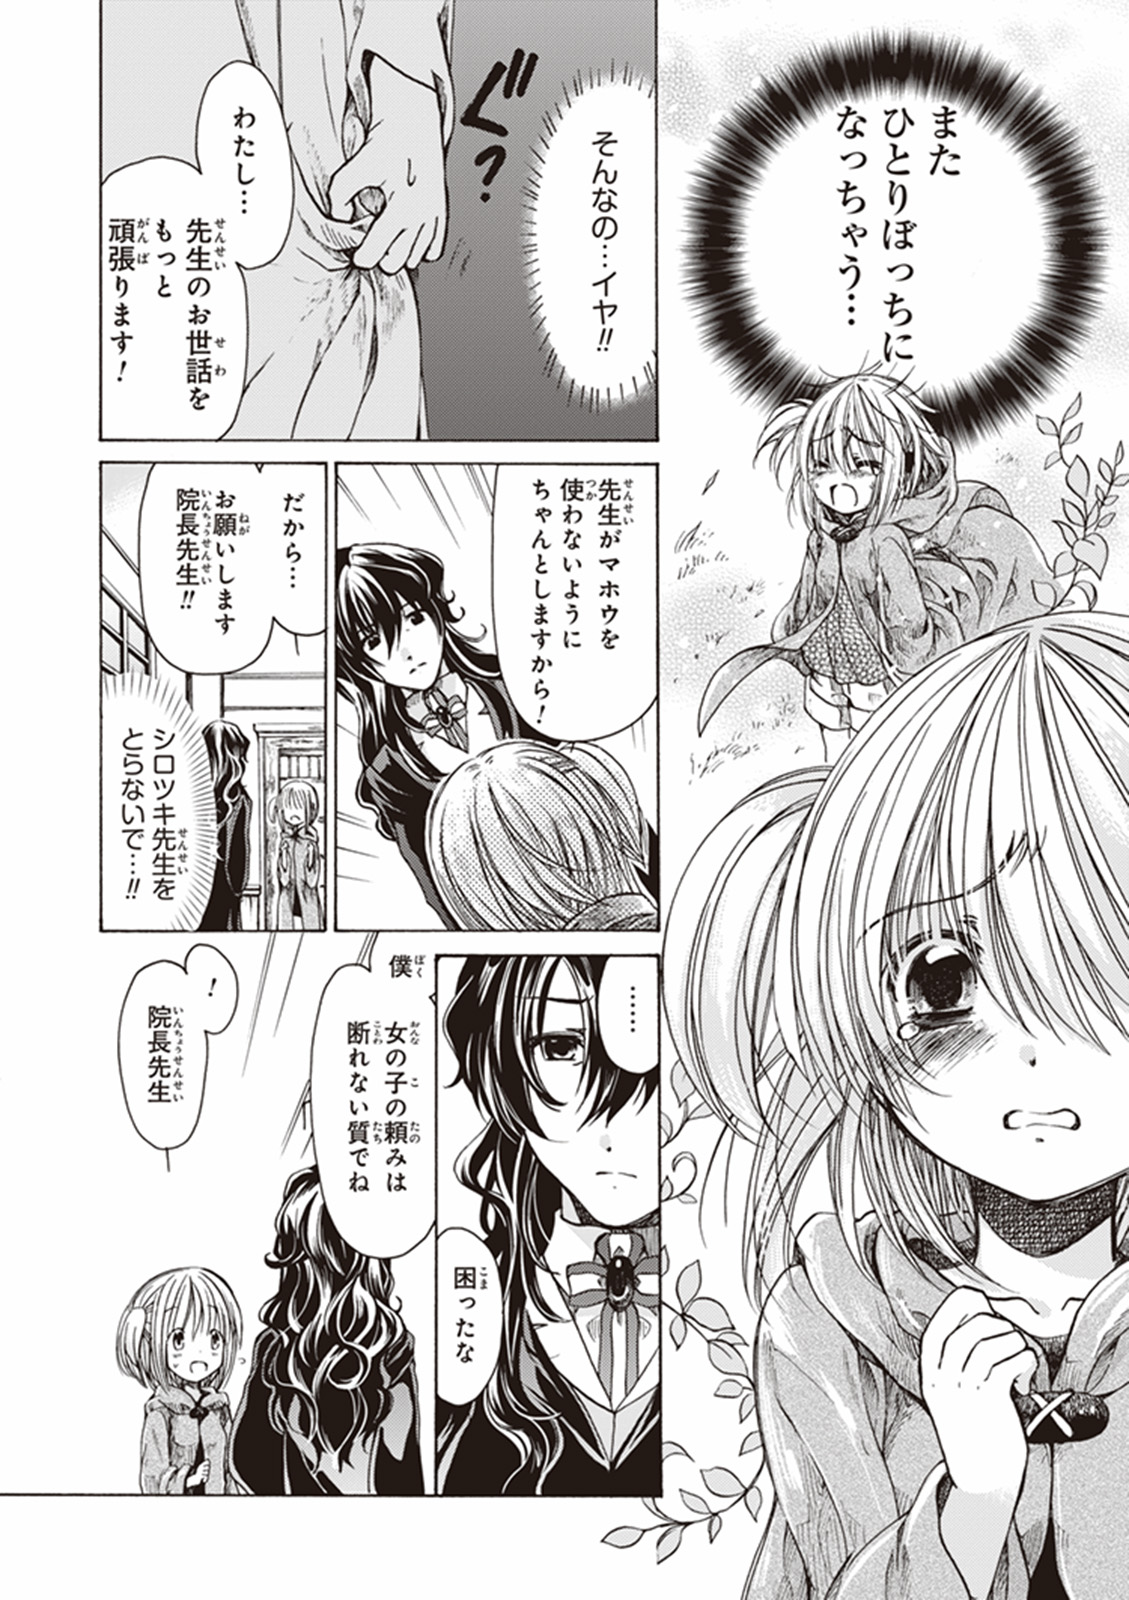 また
ひとりぼっちに
なっちゃう…
そんなの…イヤ!!
ぐ
っ
わたし…
先生のお世話を
もっと
頑張ります!
先生がマホウを
使わないように
ちゃんとしますから!
だから…
お願いします
院長先生!!
シロツキ先生を
とらないで…!!
……
困ったな
僕
女の子の頼みは
断れない質でね
!
院長先生